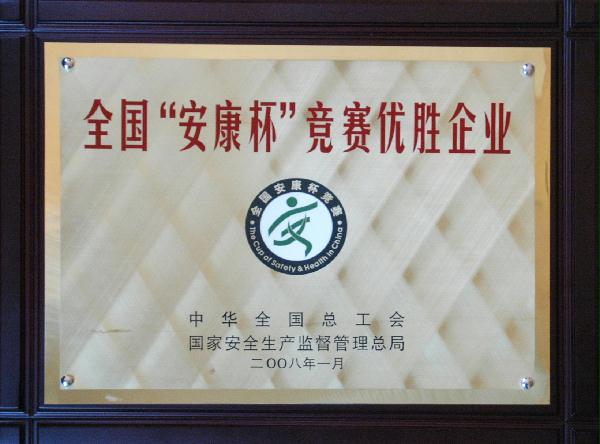 全国“安康杯”竞赛优胜企业
全国安康杯竞赛
The Cup of Safety & Health in China
中华全国总工会
国家安全生产监督管理总局
二〇〇八年一月